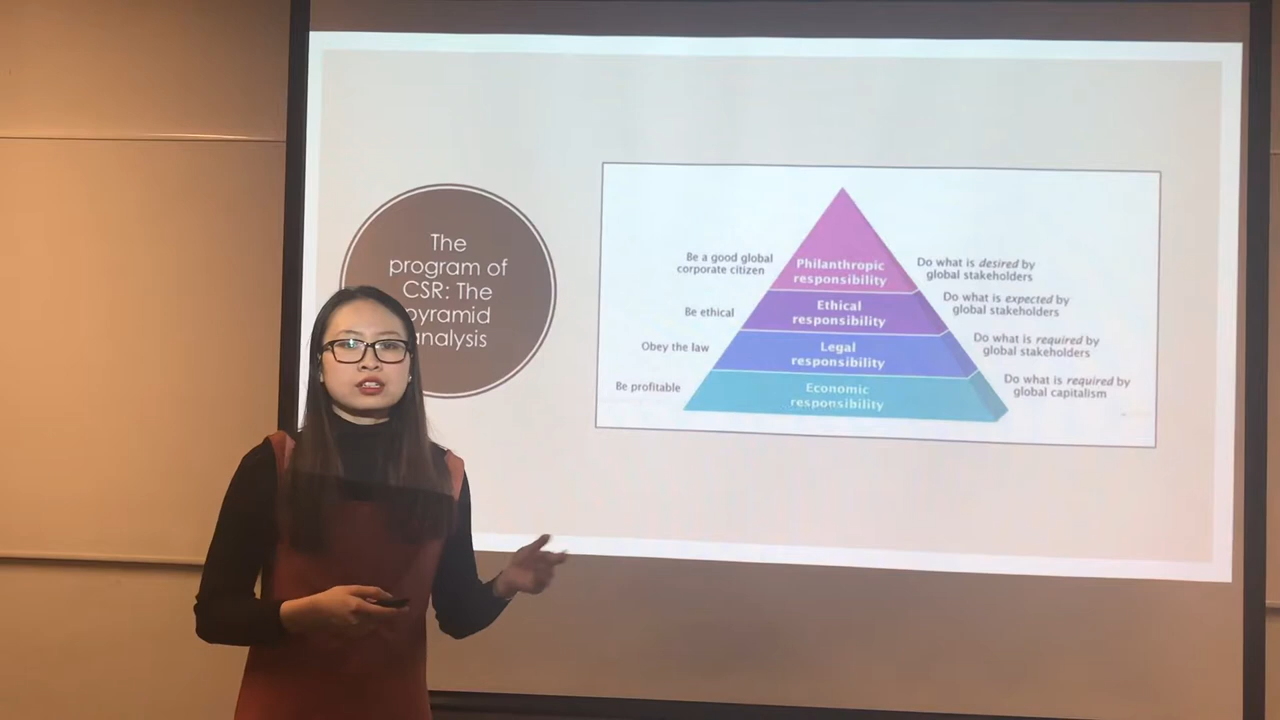 The
program of
CSR: The
pyramid
analysis
Be a good global
corporate citizen
Philanthropic
responsibility
Do what is desired by
global stakeholders
Be ethical
Ethical
responsibility
Do what is expected by
global stakeholders
Obey the law
Legal
responsibility
Do what is required by
global stakeholders
Be profitable
Economic
responsibility
Do what is required by
global capitalism